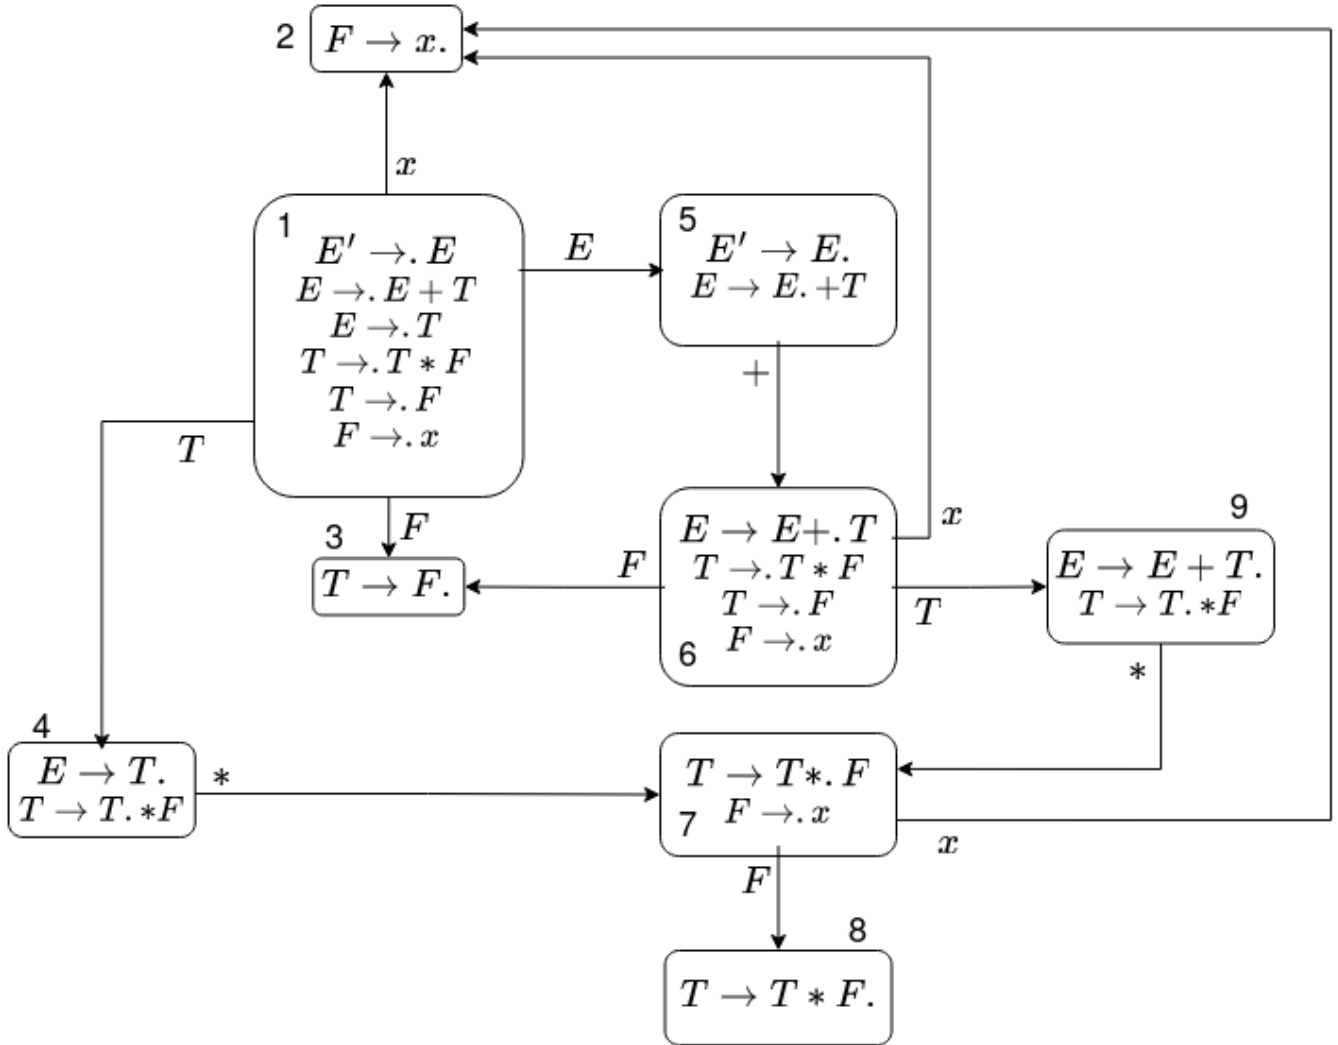 2
F → x.
x
1
E′ →. E
E →. E + T
E →. T
T →. T * F
T →. F
F →. x
E
5
E′ → E.
E → E. +T
+
T
F
3
T → F.
F
E → E+. T
T →. T * F
T →. F
F →. x
6
x
T
9
E → E + T.
T → T. *F
*
4
E → T.
T → T. *F
*
T → T*. F
F →. x
7
x
F
8
T → T * F.